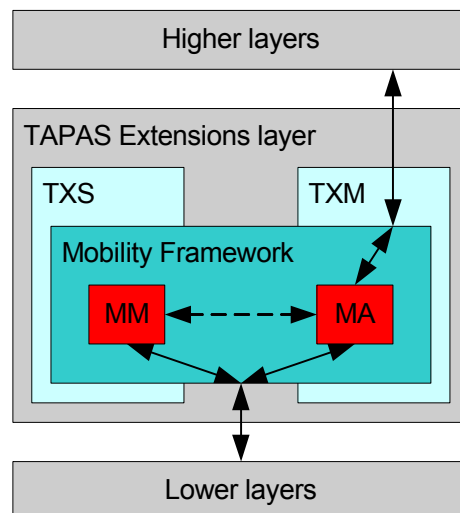 Higher layers
TAPAS Extensions layer
TXS
TXM
Mobility Framework
MM
MA
Lower layers